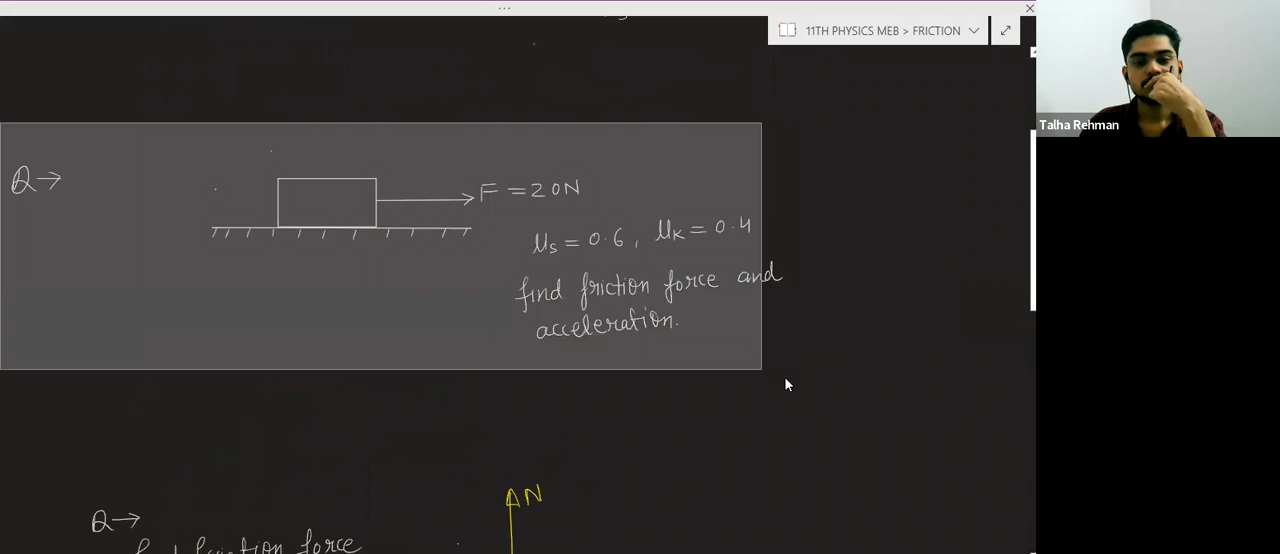 11TH PHYSICS MEB > FRICTION
Talha Rehman
Q→
F = 20N
μs = 0.6, μk = 0.4
find friction force and
acceleration.
N
Q→
friction force